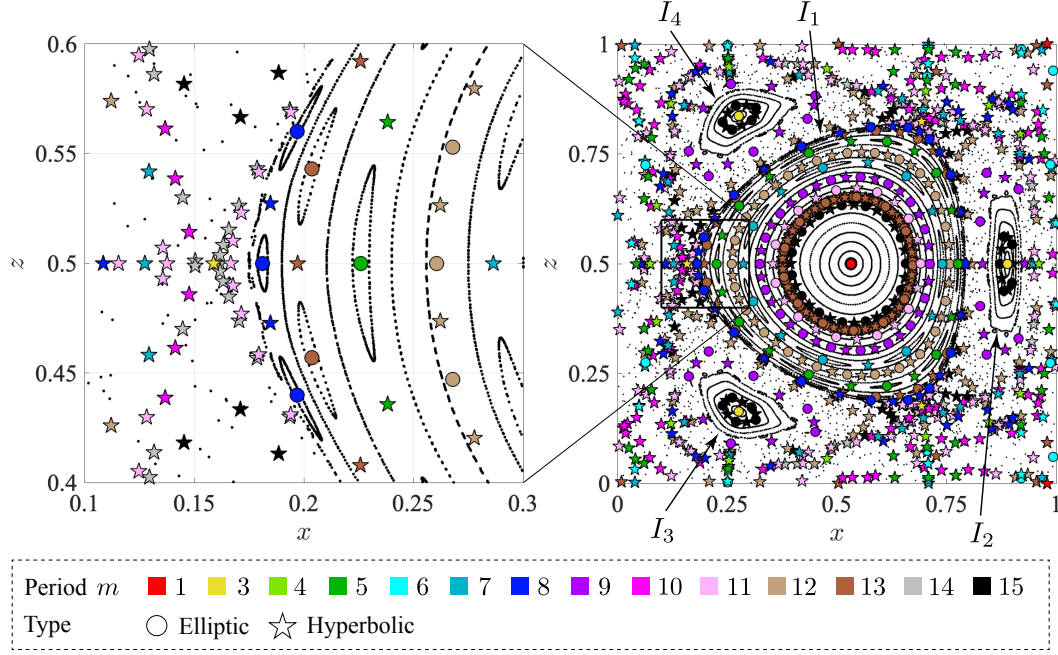 I₄
I₁
0.6
0.55
0.5
0.45
0.4
z
0.1
0.15
0.2
0.25
0.3
x
1
0.75
0.5
0.25
0
z
0
0.25
0.5
0.75
1
x
I₃
I₂
Period m 1 3 4 5 6 7 8 9 10 11 12 13 14 15
Type Elliptic Hyperbolic